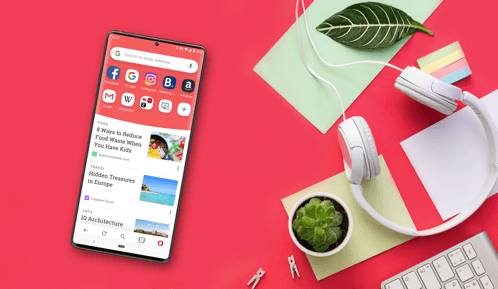 Search or enter address
Facebook
Google
Instagram
Amazon
Gmail
Wikipedia
FOOD
8 Ways to Reduce
Food Waste When
You Have Kids
TRAVEL
Hidden Treasures
in Europe
ARTS
10 Architecture